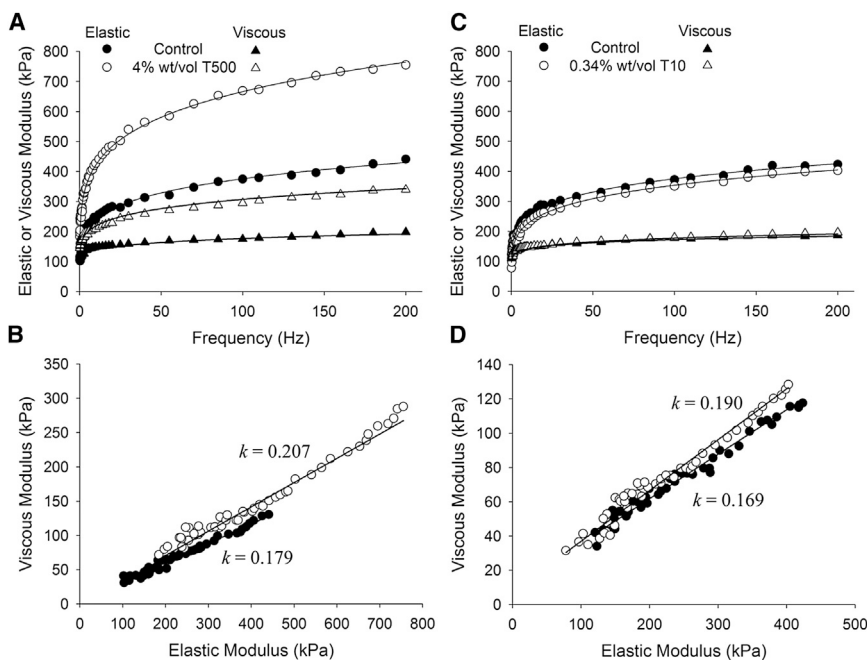 A
Elastic Viscous
Control
4% wt/vol T500
Elastic or Viscous Modulus (kPa)
800
700
600
500
400
300
200
100
0
0 50 100 150 200
Frequency (Hz)
C
Elastic Viscous
Control
0.34% wt/vol T10
Elastic or Viscous Modulus (kPa)
800
700
600
500
400
300
200
100
0
0 50 100 150 200
Frequency (Hz)
B
Viscous Modulus (kPa)
350
300
250
200
150
100
50
0
k = 0.207
k = 0.179
0 100 200 300 400 500 600 700 800
Elastic Modulus (kPa)
D
Viscous Modulus (kPa)
140
120
100
80
60
40
20
0
k = 0.190
k = 0.169
0 100 200 300 400 500
Elastic Modulus (kPa)